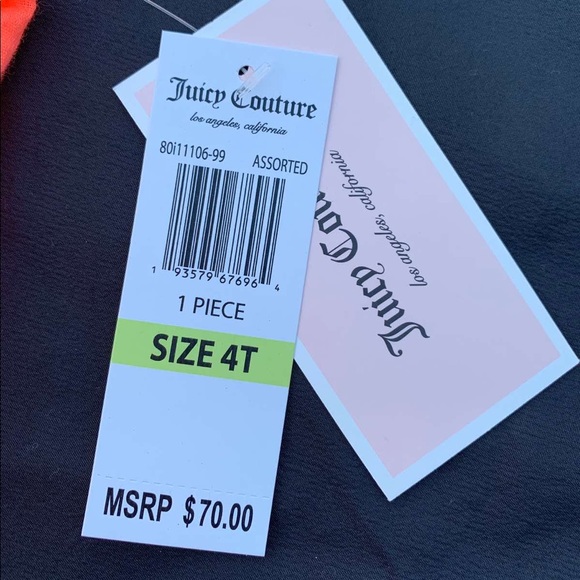 Juicy Couture
los angeles, california
80i11106-99 ASSORTED
1 93579 67696 4
1 PIECE
SIZE 4T
MSRP $70.00
Juicy Cou
los angeles, california